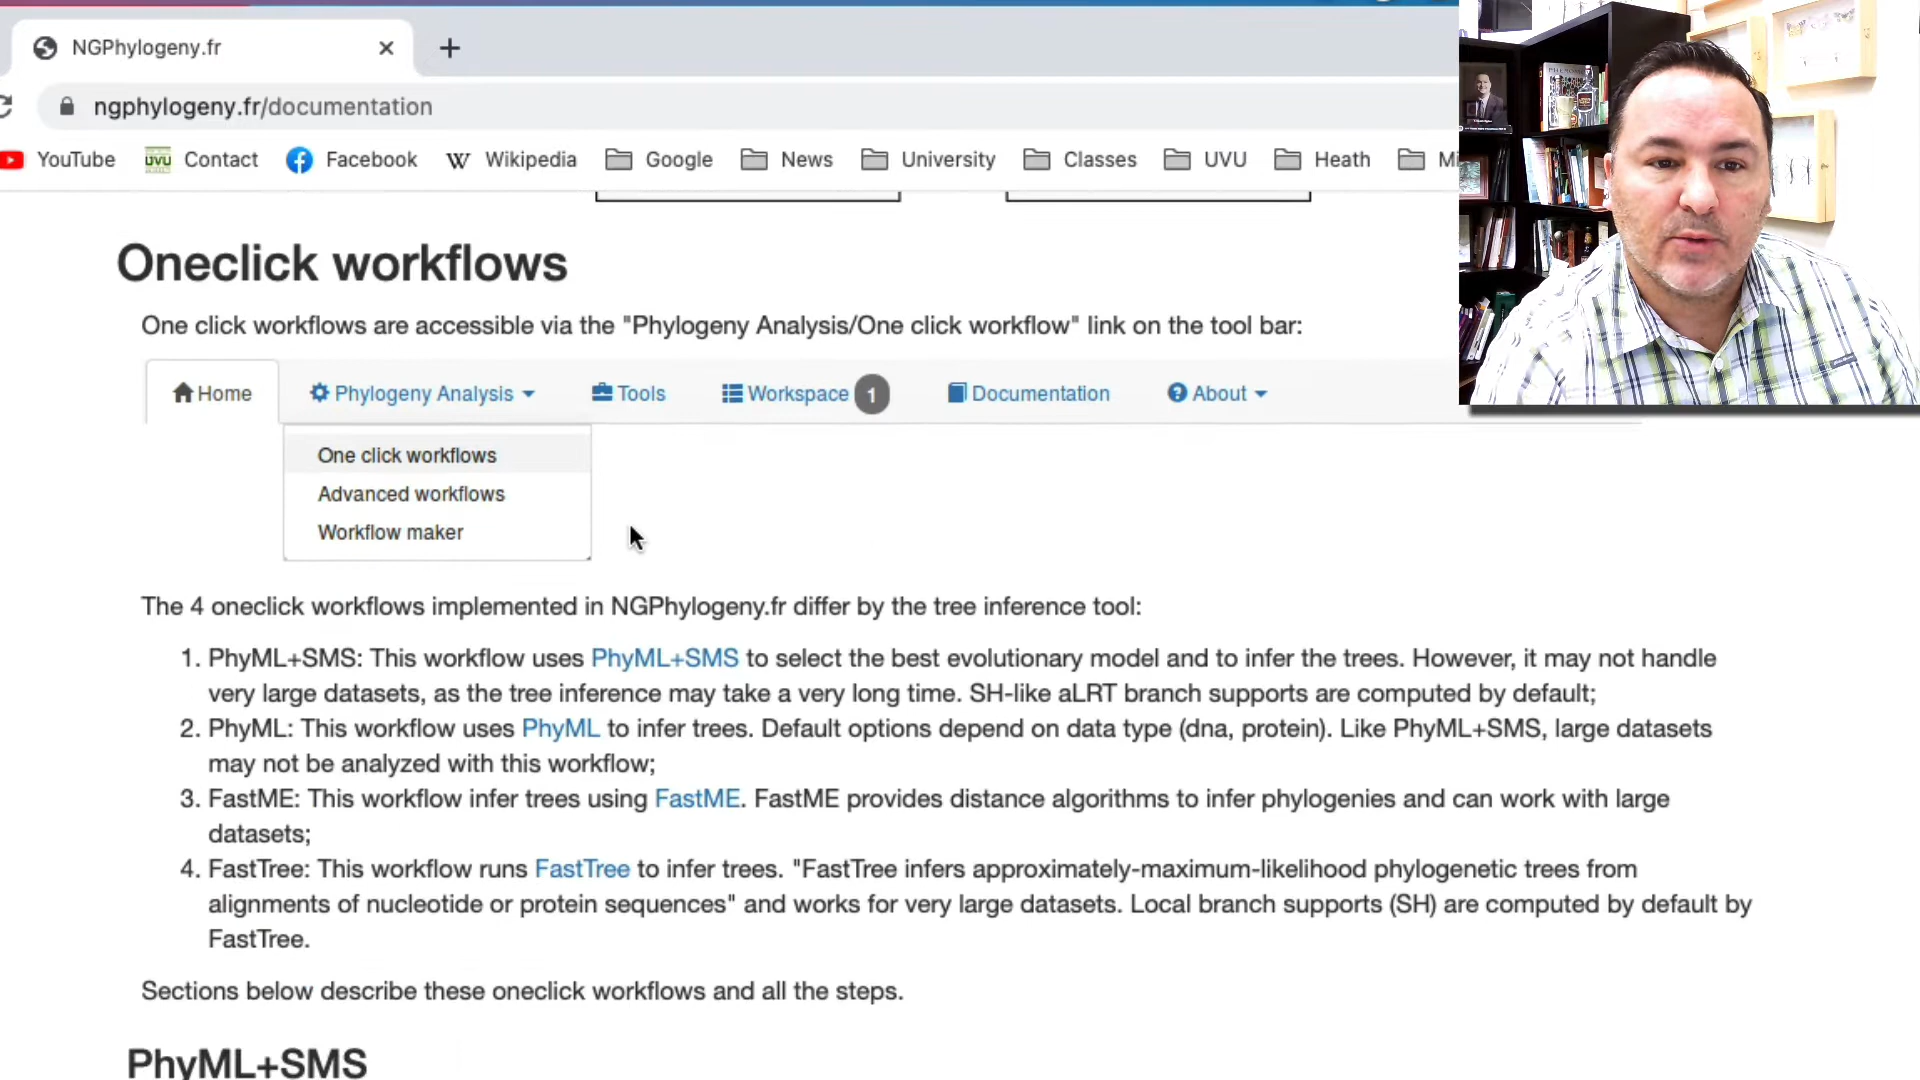 NGPhylogeny.fr
ngphylogeny.fr/documentation
YouTube UVU Contact Facebook W Wikipedia Google News University Classes UVU Heath
Oneclick workflows
One click workflows are accessible via the "Phylogeny Analysis/One click workflow" link on the tool bar:
Home Phylogeny Analysis Tools Workspace 1 Documentation About
One click workflows
Advanced workflows
Workflow maker
The 4 oneclick workflows implemented in NGPhylogeny.fr differ by the tree inference tool:
1. PhyML+SMS: This workflow uses PhyML+SMS to select the best evolutionary model and to infer the trees. However, it may not handle
very large datasets, as the tree inference may take a very long time. SH-like aLRT branch supports are computed by default;
2. PhyML: This workflow uses PhyML to infer trees. Default options depend on data type (dna, protein). Like PhyML+SMS, large datasets
may not be analyzed with this workflow;
3. FastME: This workflow infer trees using FastME. FastME provides distance algorithms to infer phylogenies and can work with large
datasets;
4. FastTree: This workflow runs FastTree to infer trees. "FastTree infers approximately-maximum-likelihood phylogenetic trees from
alignments of nucleotide or protein sequences" and works for very large datasets. Local branch supports (SH) are computed by default by
FastTree.
Sections below describe these oneclick workflows and all the steps.
PhyML+SMS